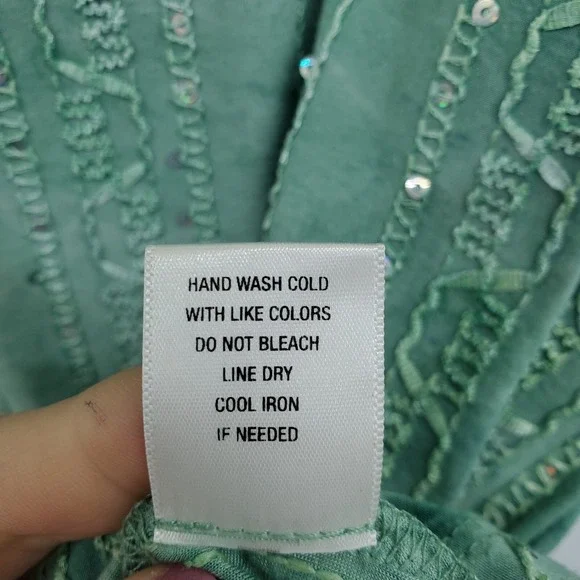 HAND WASH COLD
WITH LIKE COLORS
DO NOT BLEACH
LINE DRY
COOL IRON
IF NEEDED